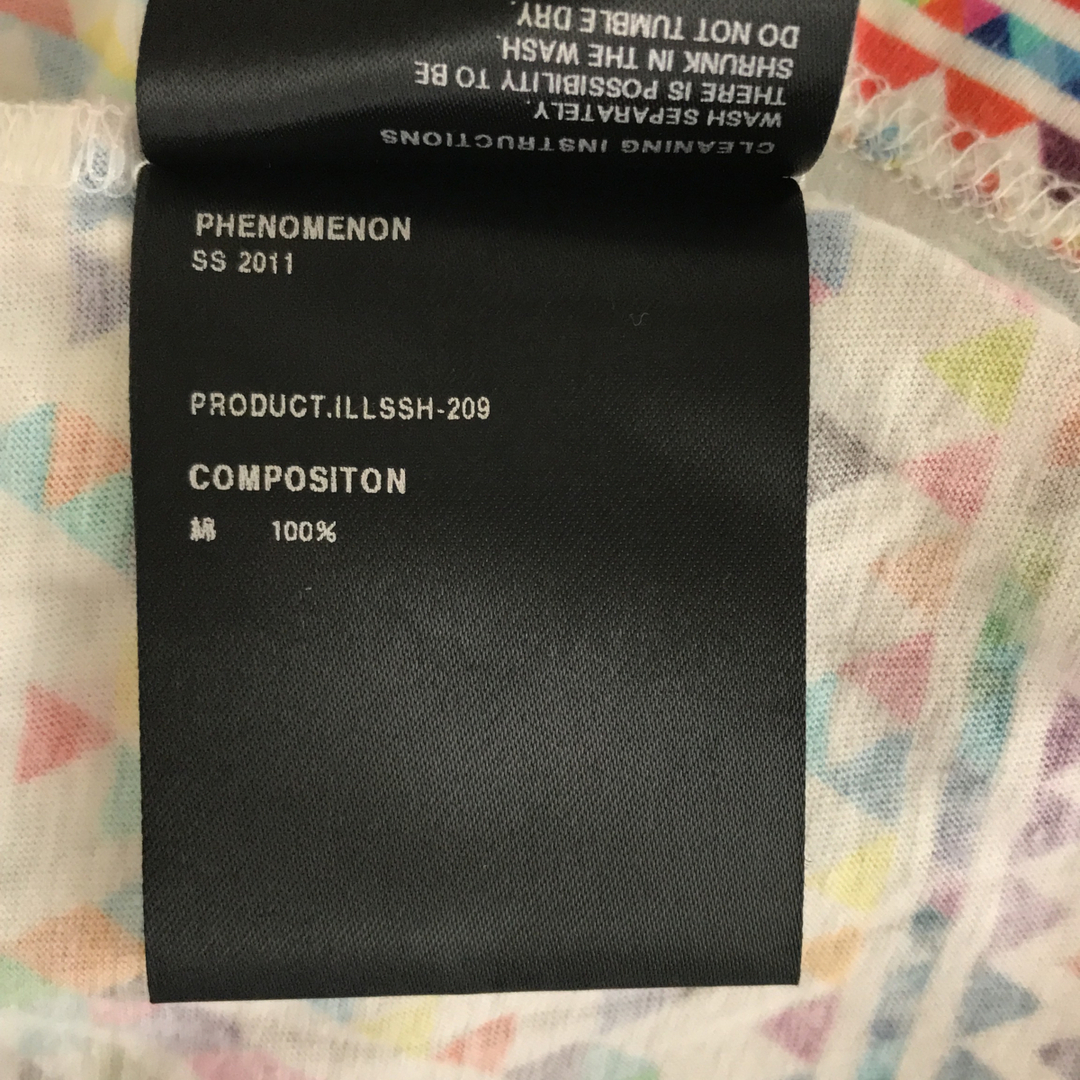 CLEANING INSTRUCTIONS
WASH SEPARATELY.
THERE IS POSSIBILITY TO BE
SHRUNK IN THE WASH.
DO NOT TUMBLE DRY.
PHENOMENON
SS 2011
PRODUCT.ILLSSH-209
COMPOSITON
綿 100%